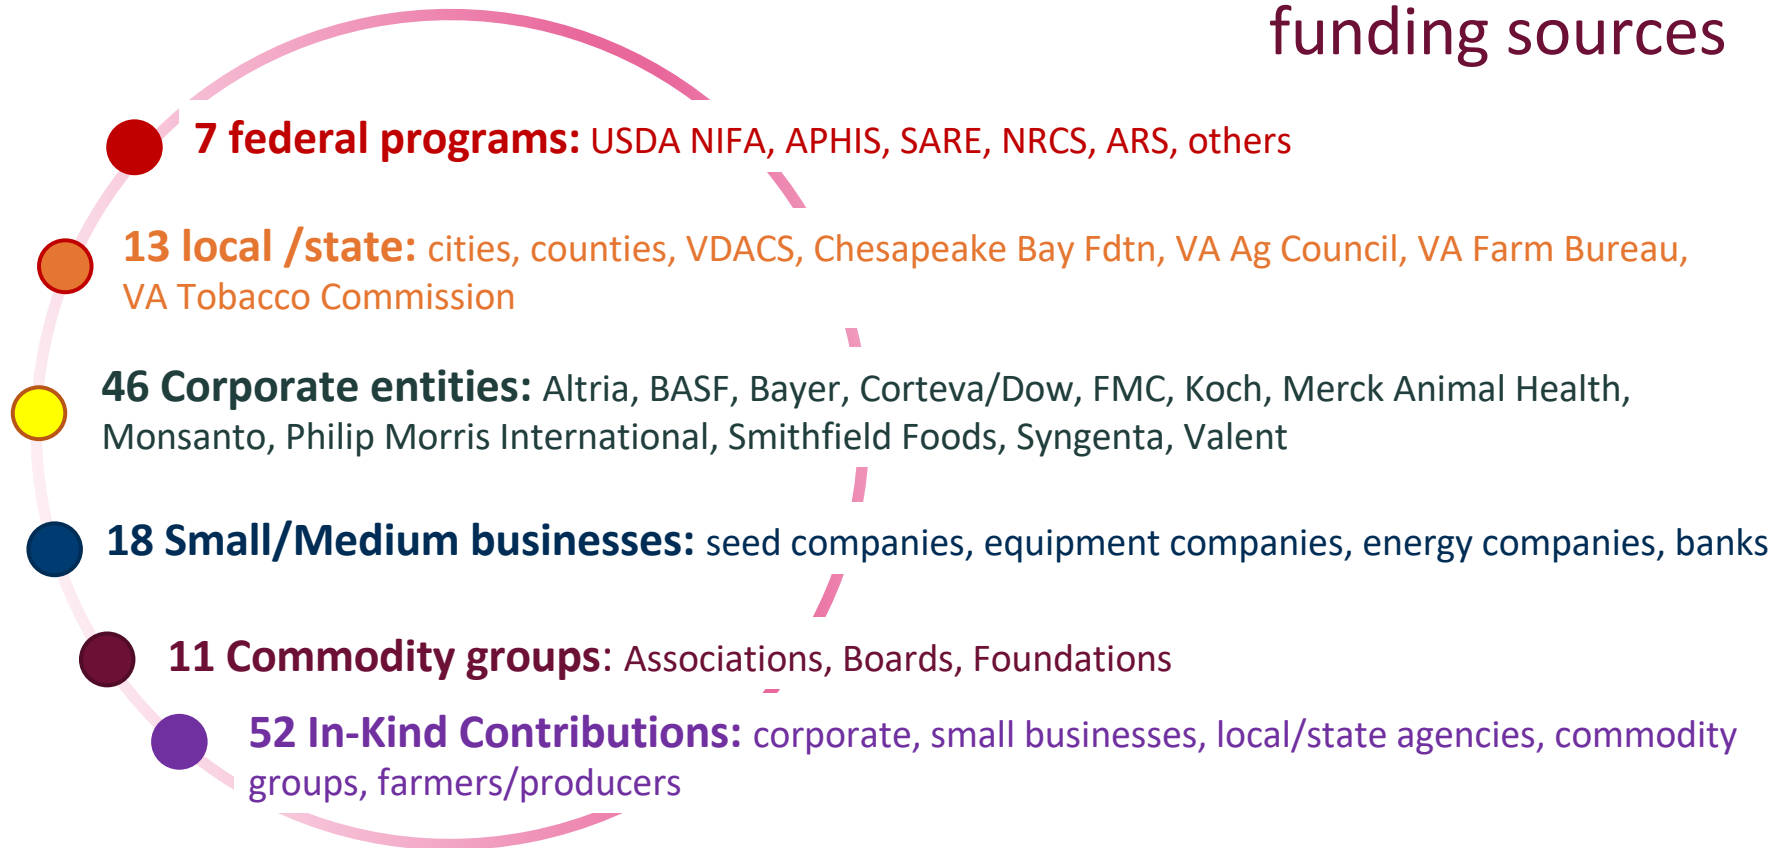 funding sources
7 federal programs: USDA NIFA, APHIS, SARE, NRCS, ARS, others
13 local /state: cities, counties, VDACS, Chesapeake Bay Fdtn, VA Ag Council, VA Farm Bureau,
VA Tobacco Commission
46 Corporate entities: Altria, BASF, Bayer, Corteva/Dow, FMC, Koch, Merck Animal Health,
Monsanto, Philip Morris International, Smithfield Foods, Syngenta, Valent
18 Small/Medium businesses: seed companies, equipment companies, energy companies, banks
11 Commodity groups: Associations, Boards, Foundations
52 In-Kind Contributions: corporate, small businesses, local/state agencies, commodity
groups, farmers/producers